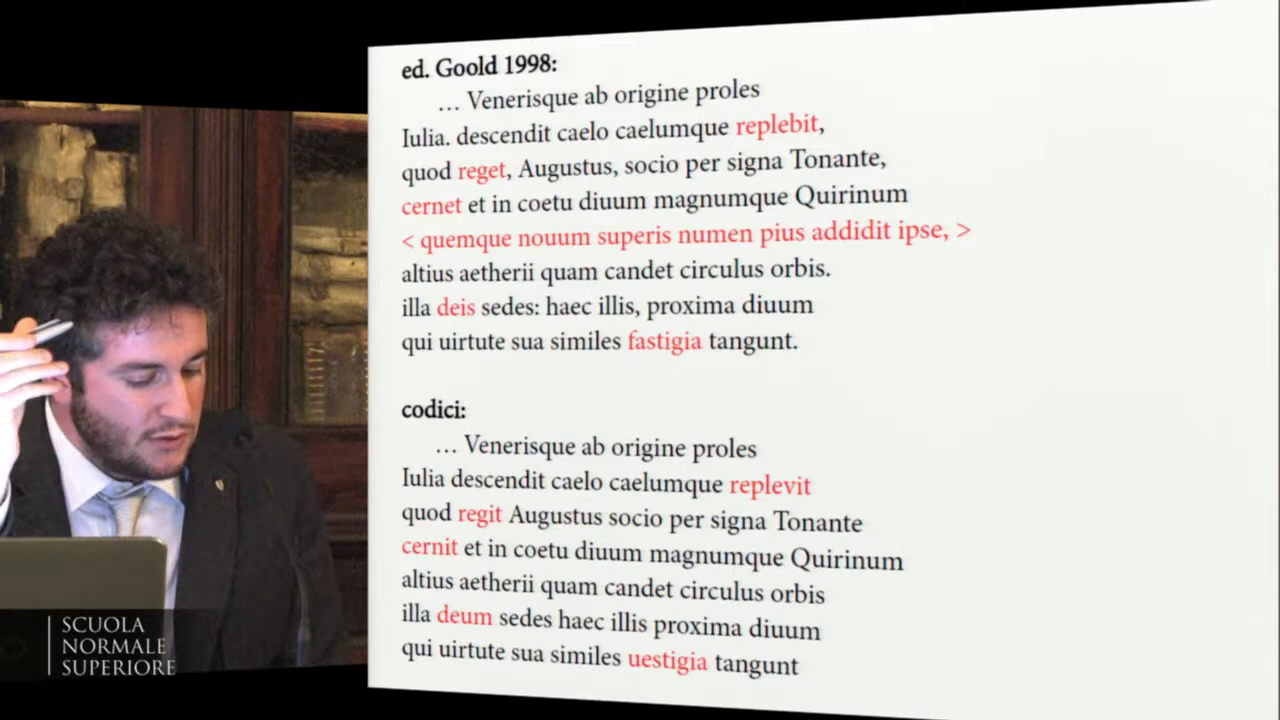 ed. Goold 1998:
… Venerisque ab origine proles
Iulia. descendit caelo caelumque replebit,
quod reget, Augustus, socio per signa Tonante,
cernet et in coetu diuum magnumque Quirinum
< quemque nouum superis numen pius addidit ipse, >
altius aetherii quam candet circulus orbis.
illa deis sedes: haec illis, proxima diuum
qui uirtute sua similes fastigia tangunt.
codici:
… Venerisque ab origine proles
Iulia descendit caelo caelumque replevit
quod regit Augustus socio per signa Tonante
cernit et in coetu diuum magnumque Quirinum
altius aetherii quam candet circulus orbis
illa deum sedes haec illis proxima diuum
qui uirtute sua similes uestigia tangunt
SCUOLA
NORMALE
SUPERIORE